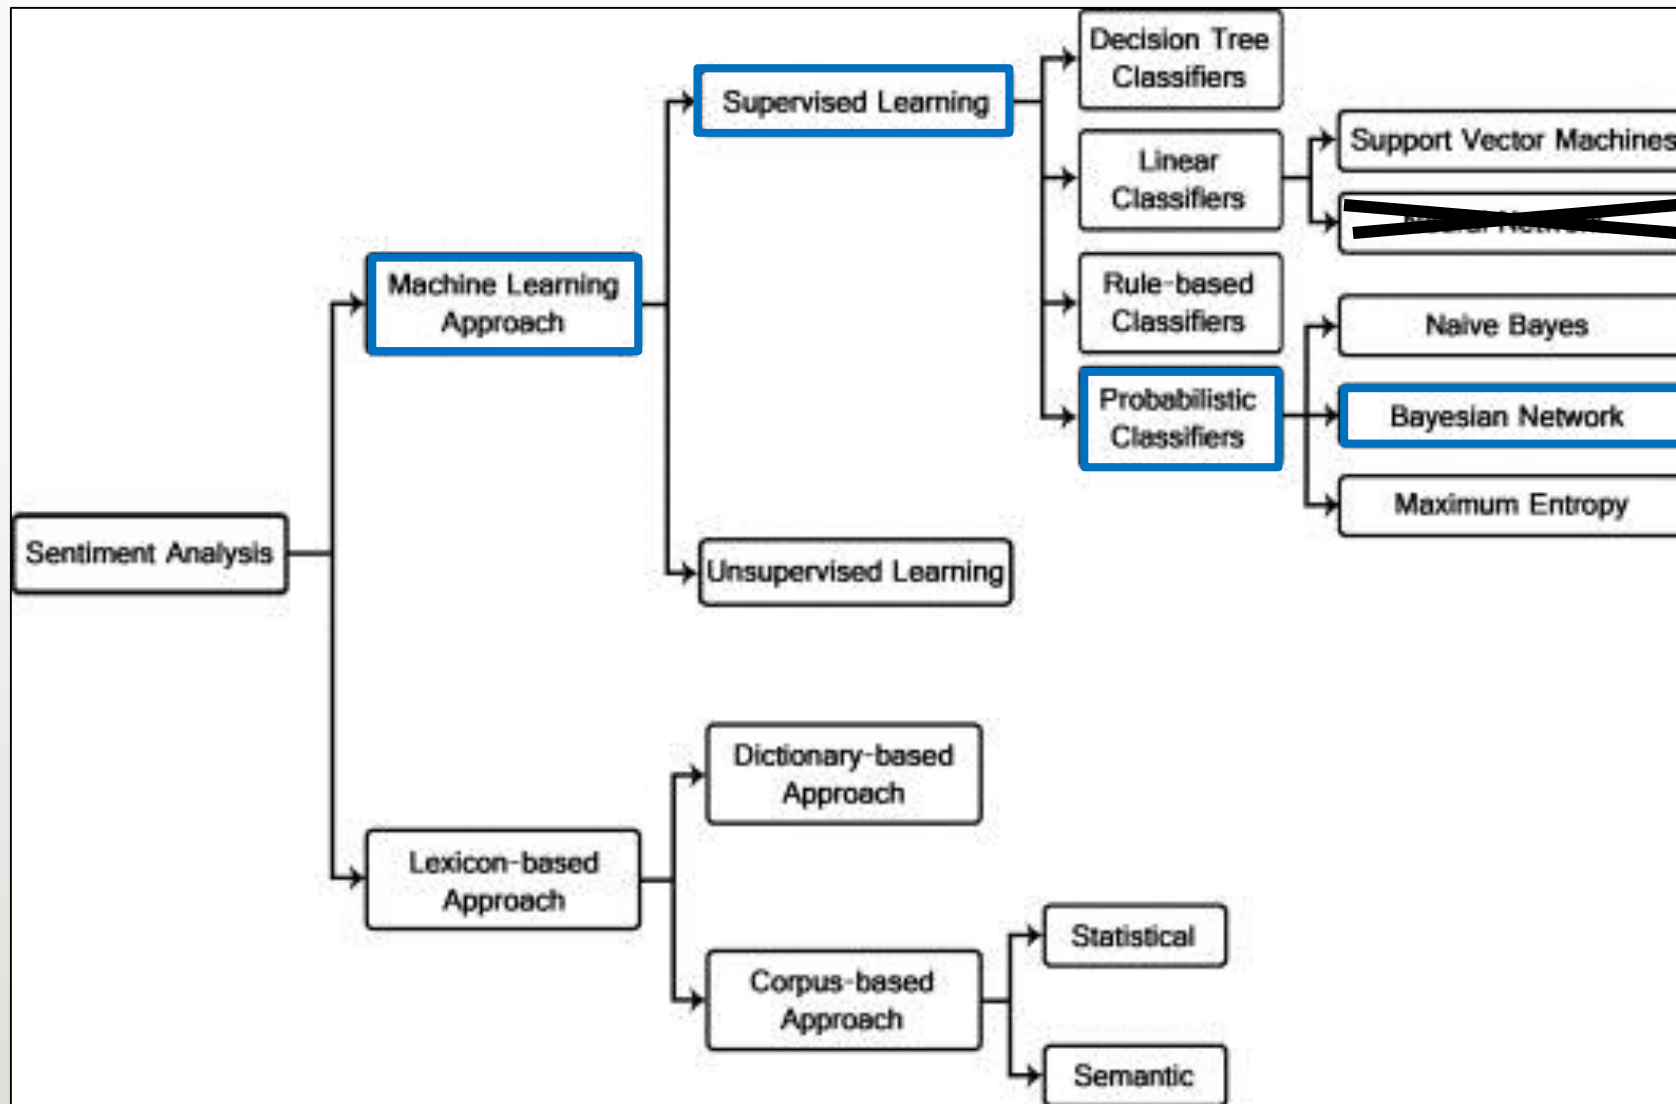 Decision Tree
Classifiers
Supervised Learning
Support Vector Machines
Linear
Classifiers
Machine Learning
Approach
Rule-based
Classifiers
Naive Bayes
Probabilistic
Classifiers
Bayesian Network
Maximum Entropy
Sentiment Analysis
Unsupervised Learning
Dictionary-based
Approach
Lexicon-based
Approach
Statistical
Corpus-based
Approach
Semantic